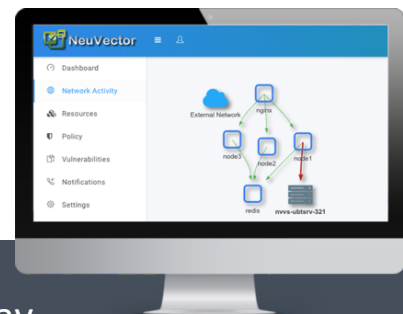 NeuVector
Dashboard
Network Activity
Resources
Policy
Vulnerabilities
Notifications
Settings
External Network
nginx
node3
node2
node1
redis
nvvs-ubtsrv-321